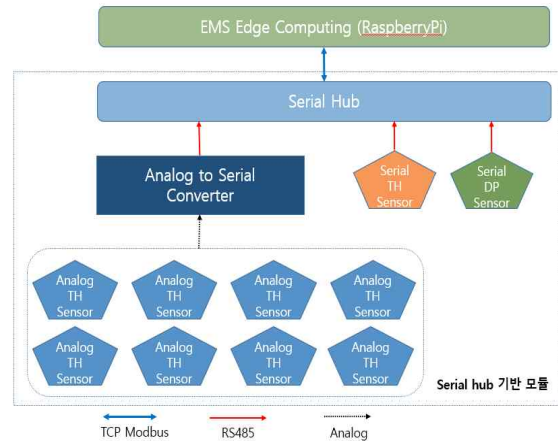 EMS Edge Computing (RaspberryPi)
Serial Hub
Analog to Serial
Converter
Serial
TH
Sensor
Serial
DP
Sensor
Analog
TH
Sensor
Analog
TH
Sensor
Analog
TH
Sensor
Analog
TH
Sensor
Analog
TH
Sensor
Analog
TH
Sensor
Analog
TH
Sensor
Analog
TH
Sensor
Serial hub 기반 모듈
TCP Modbus
RS485
Analog